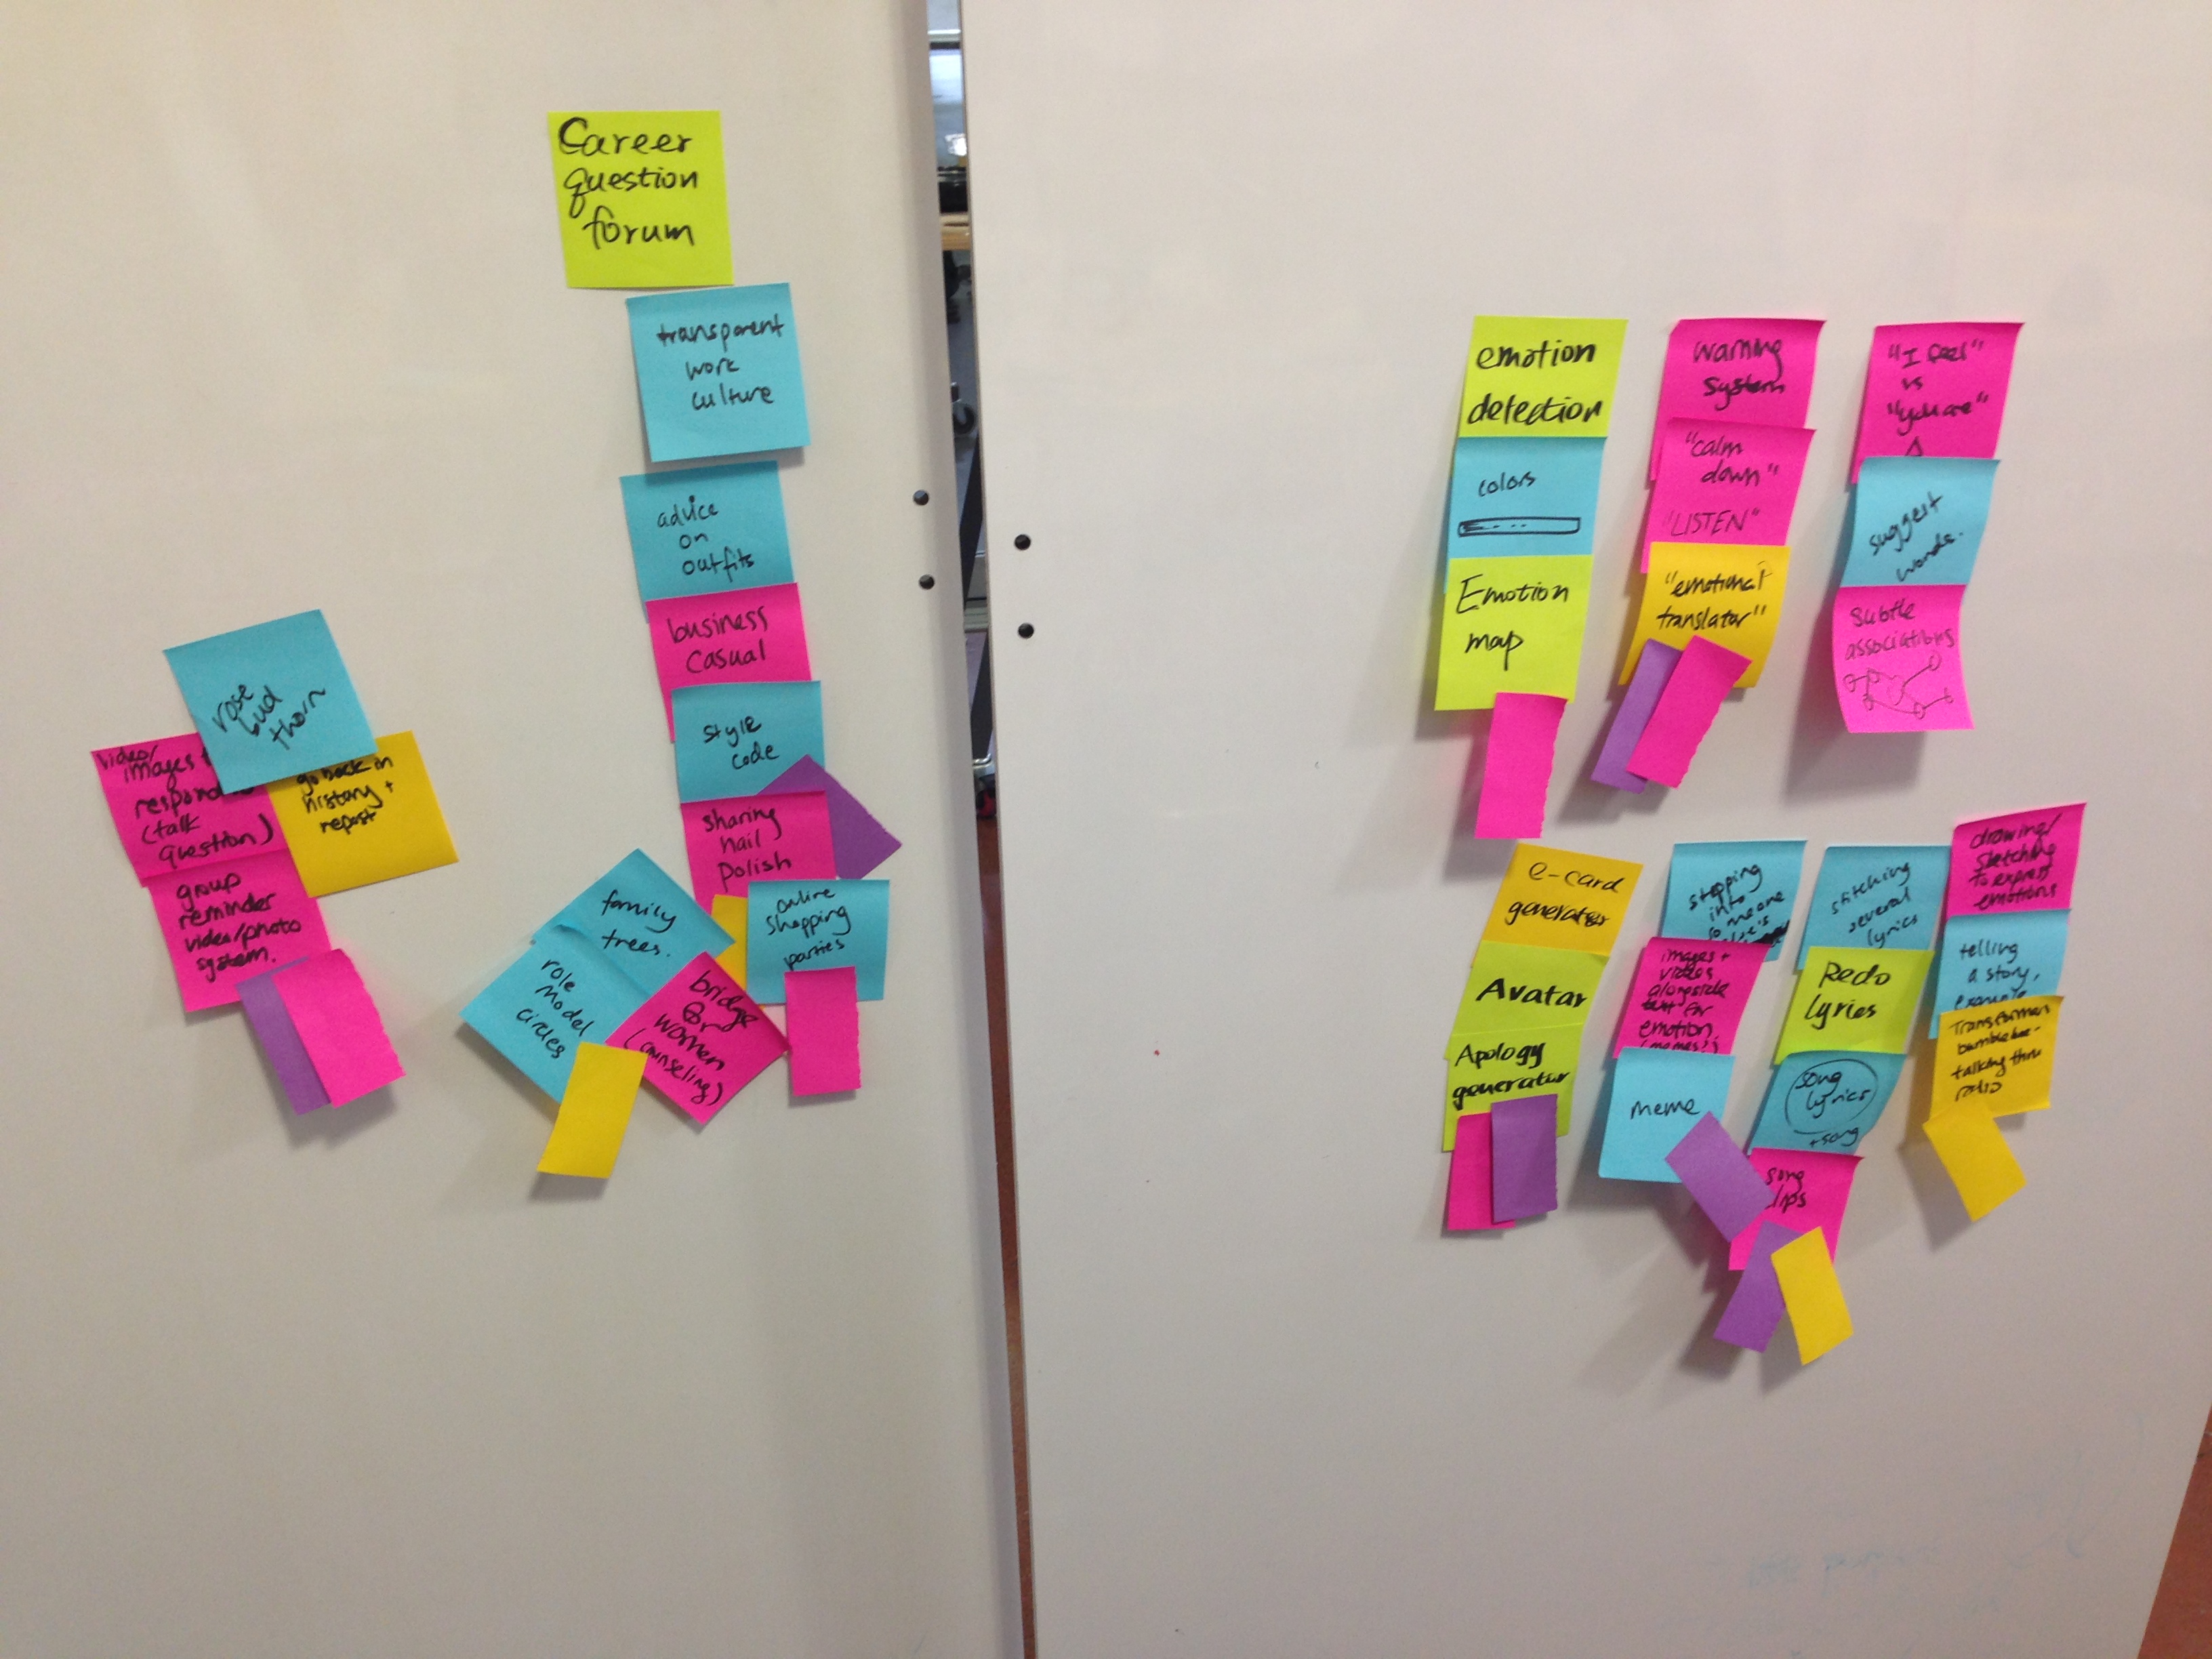 Career
question
forum
transparent
work
culture
advice
on
outfits
business
casual
style
code
sharing
nail
polish
online
shopping
parties
family
trees.
role
model
circles
bridge
for
women
(counseling)
rose
bud
thorn
video/
images +
respond
(talk
question)
go back in
history +
repost
group
reminder
video/photo
system.
emotion
detection
colors
Emotion
map
warning
system
"calm
down"
"LISTEN"
"emotional
translator"
"I feel"
vs
"you are"
suggest
words.
subtle
associations
e-card
generator
Avatar
Apology
generator
stepping
into
someone
else's
images +
videos
alongside
text for
emotion
(memes!)
meme
stitching
several
lyrics
Redo
lyrics
song
lyrics
+ song
song
clips
drawing/
sketching
to express
emotions
telling
a story,
example
Transformers
bumblebee -
talking thru
radio